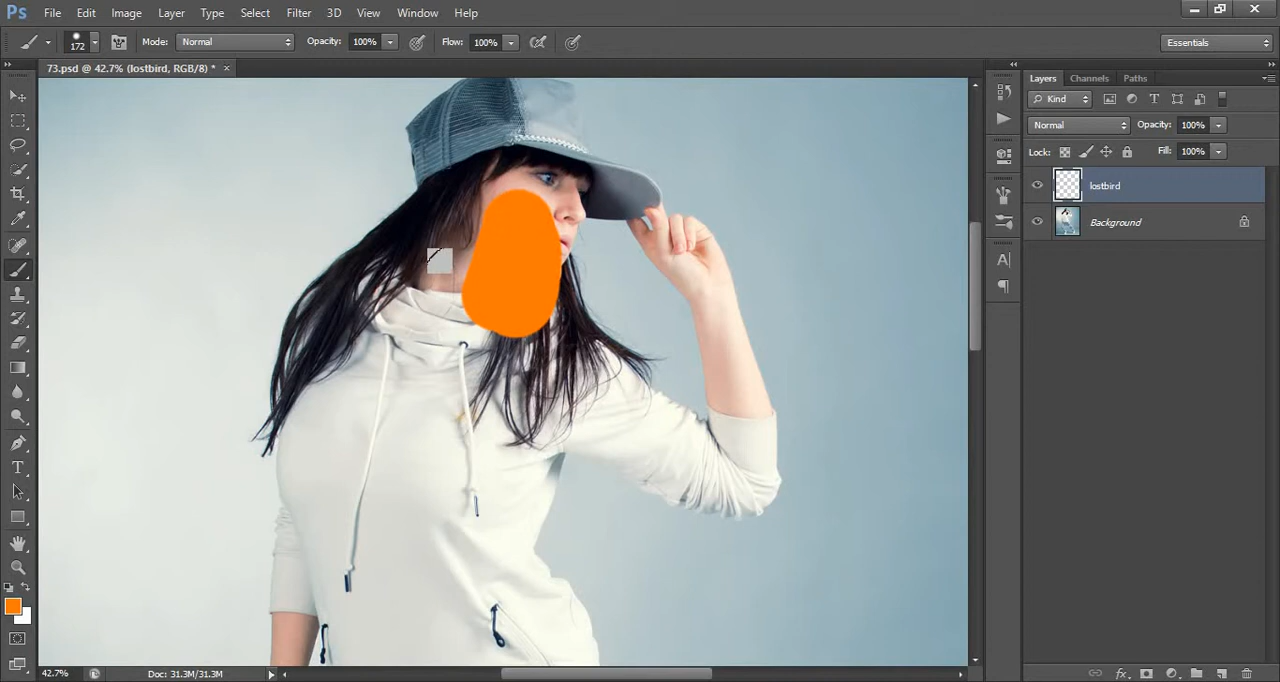 Ps File Edit Image Layer Type Select Filter 3D View Window Help
172 Mode: Normal Opacity: 100% Flow: 100% Essentials
73.psd @ 42.7% (lostbird, RGB/8) * ×
Layers Channels Paths
Kind
Normal Opacity: 100%
Lock: Fill: 100%
lostbird
Background
42.7% Doc: 31.3M/31.3M